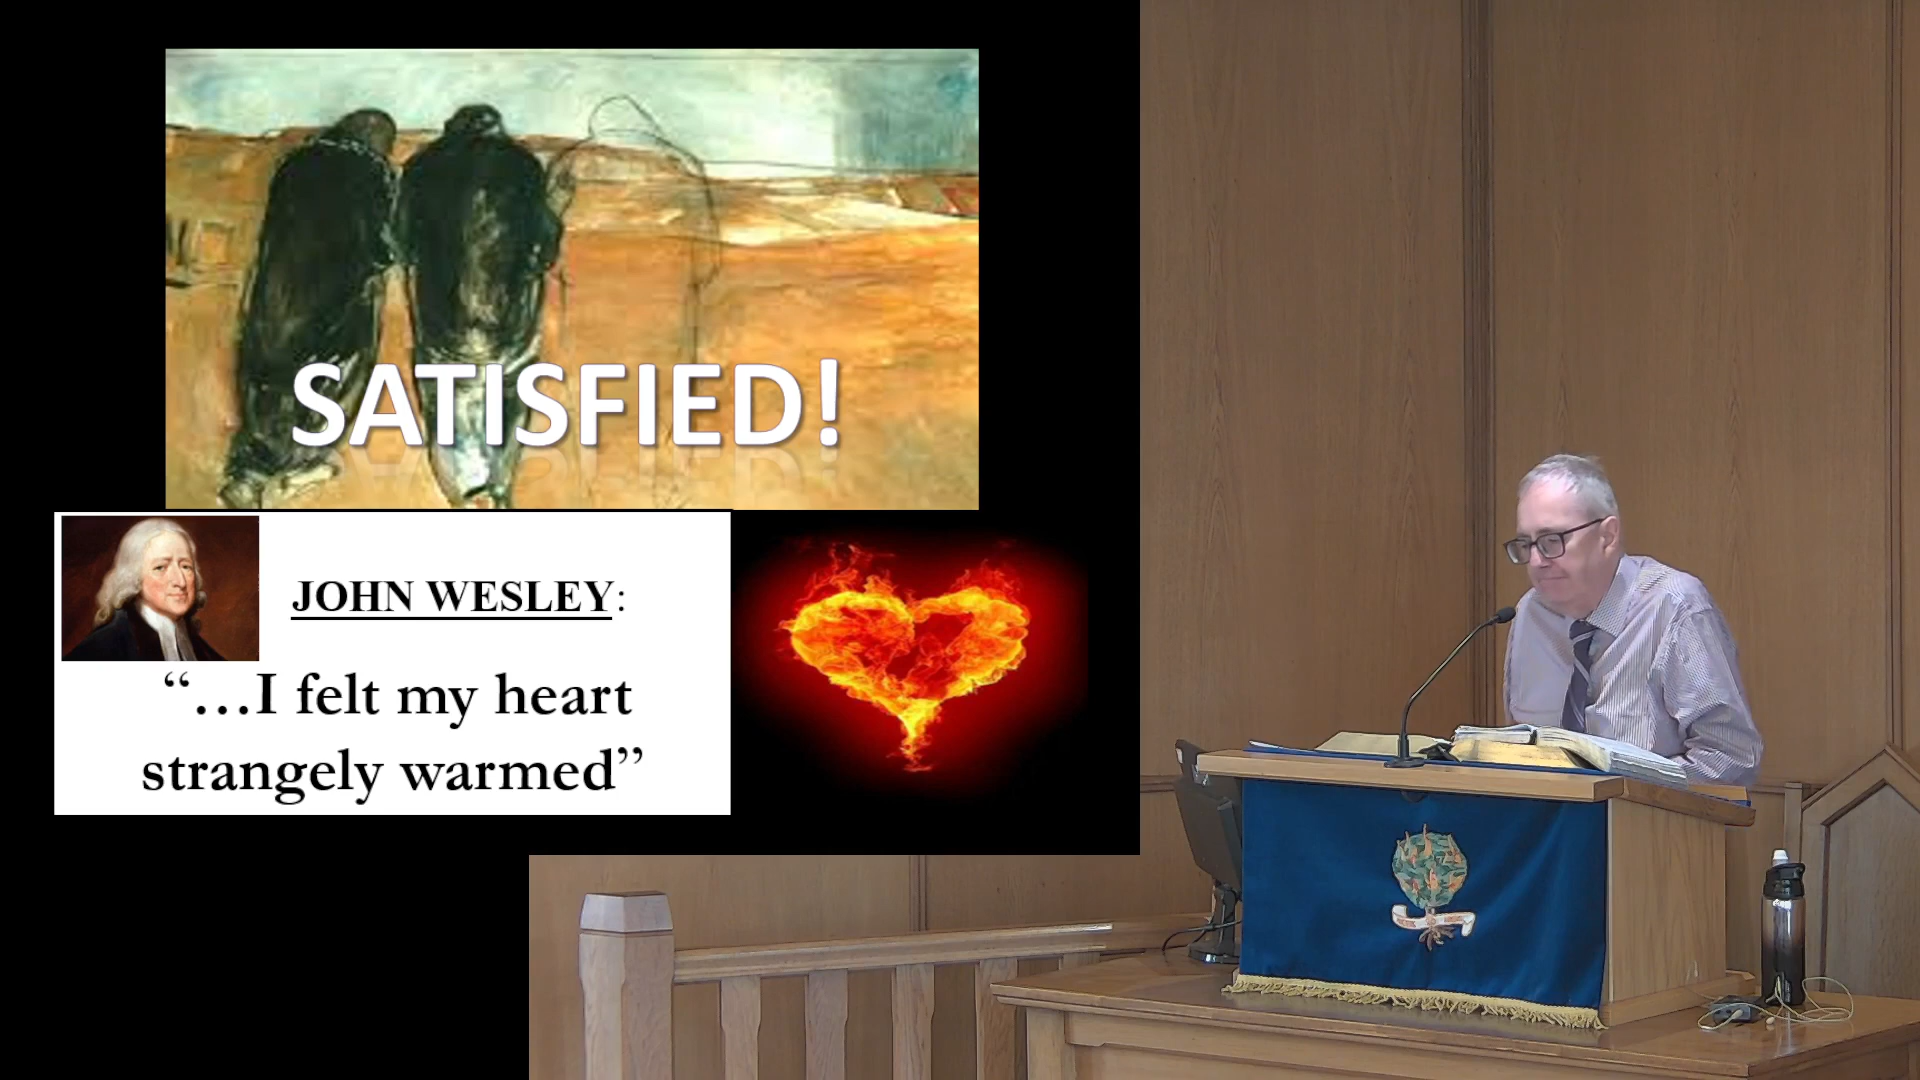 SATISFIED!
JOHN WESLEY:
“…I felt my heart
strangely warmed”